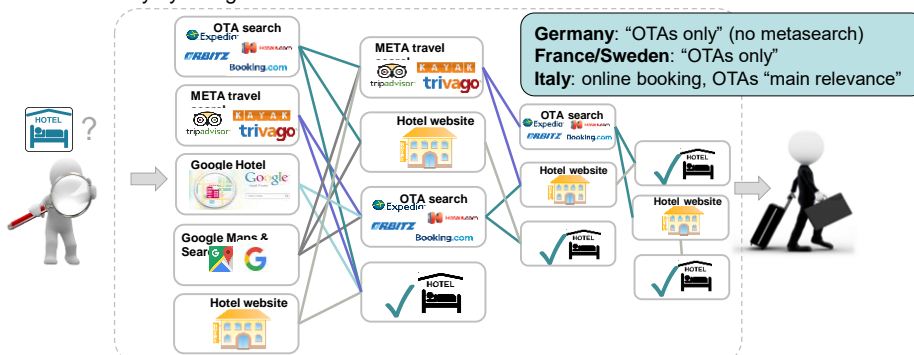 Germany: “OTAs only” (no metasearch)
France/Sweden: “OTAs only”
Italy: online booking, OTAs “main relevance”
HOTEL
?
OTA search
Expedia
HOTELS.com
ORBITZ
Booking.com
META travel
tripadvisor
KAYAK
trivago
Google Hotel
Google
Google Maps &
Search
G
Hotel website
META travel
tripadvisor
KAYAK
trivago
Hotel website
OTA search
Expedia
HOTELS.com
ORBITZ
Booking.com
HOTEL
OTA search
Expedia
HOTELS.com
ORBITZ
Booking.com
Hotel website
HOTEL
HOTEL
Hotel website
HOTEL